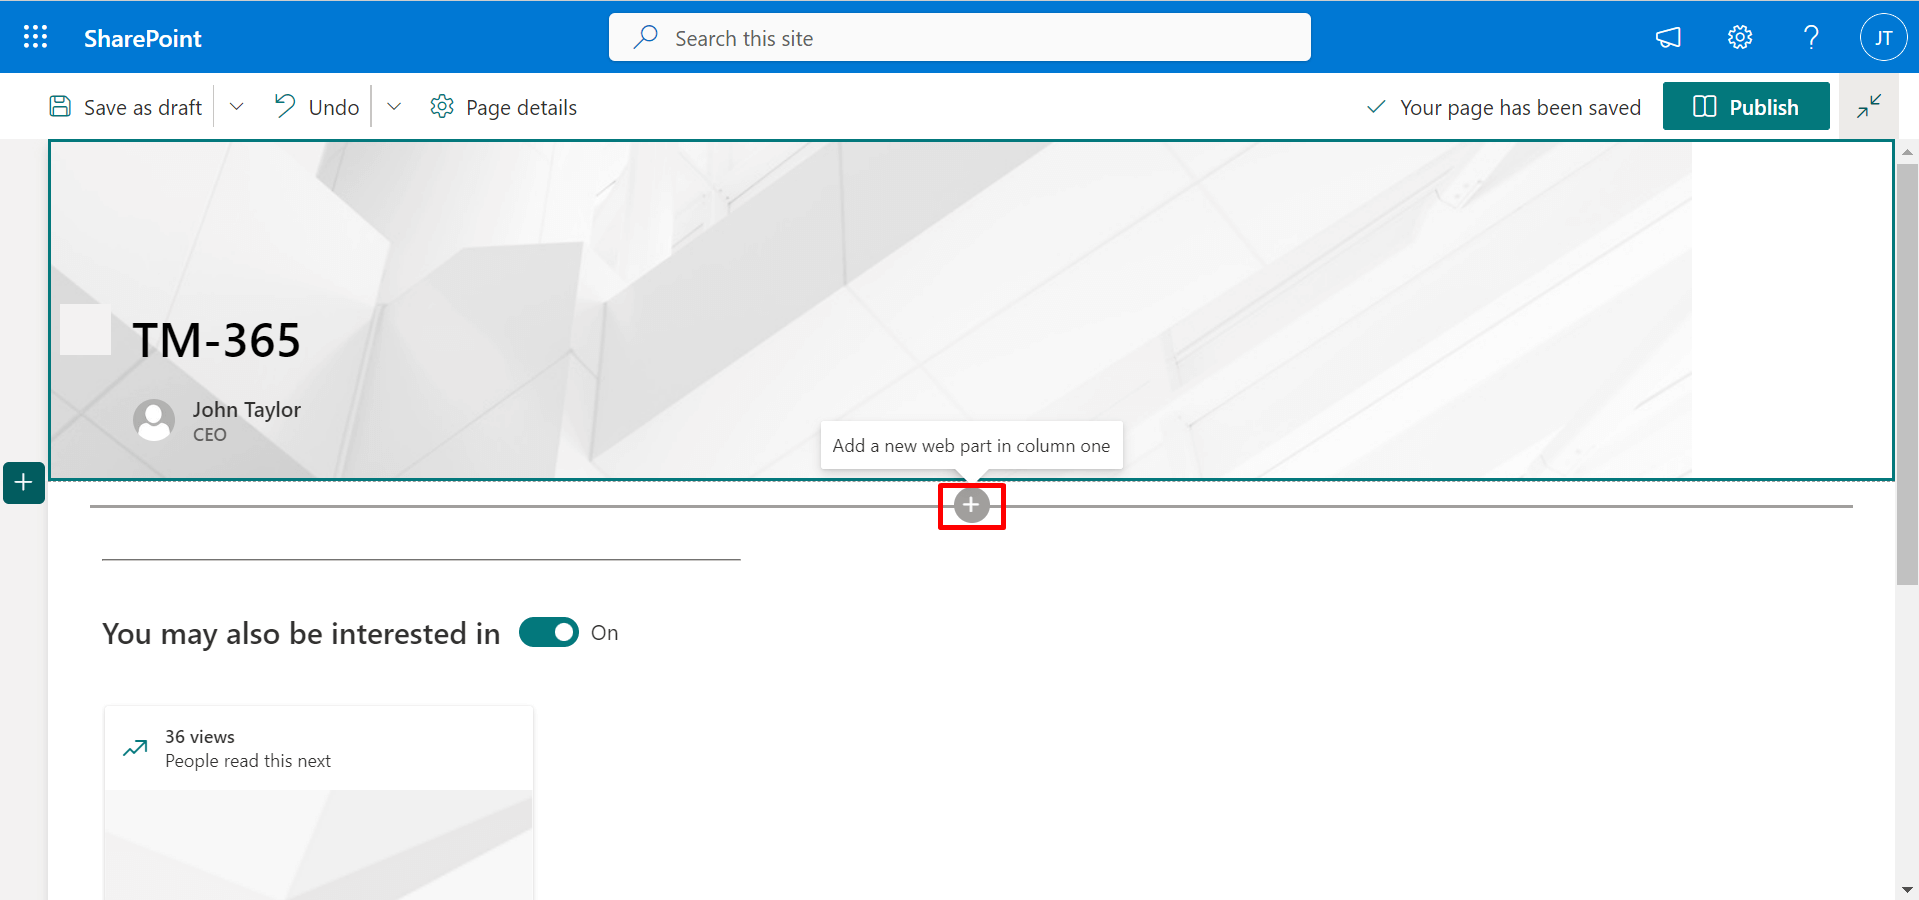 SharePoint
Search this site
?
JT
Save as draft
Undo
Page details
Your page has been saved
Publish
TM-365
John Taylor
CEO
Add a new web part in column one
You may also be interested in
On
36 views
People read this next